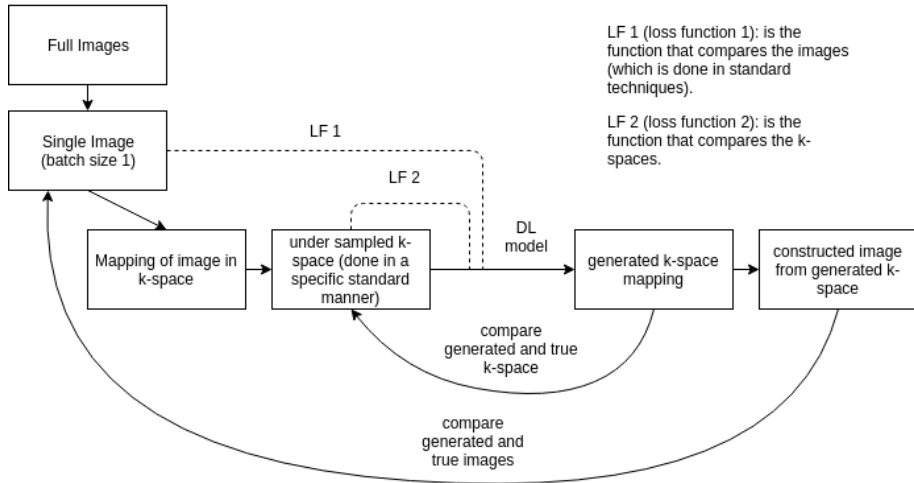 Full Images
LF 1 (loss function 1): is the
function that compares the images
(which is done in standard
techniques).
LF 2 (loss function 2): is the
function that compares the k-
spaces.
Single Image
(batch size 1)
LF 1
LF 2
Mapping of image in
k-space
under sampled k-
space (done in a
specific standard
manner)
DL
model
generated k-space
mapping
constructed image
from generated k-
space
compare
generated and true
k-space
compare
generated and
true images